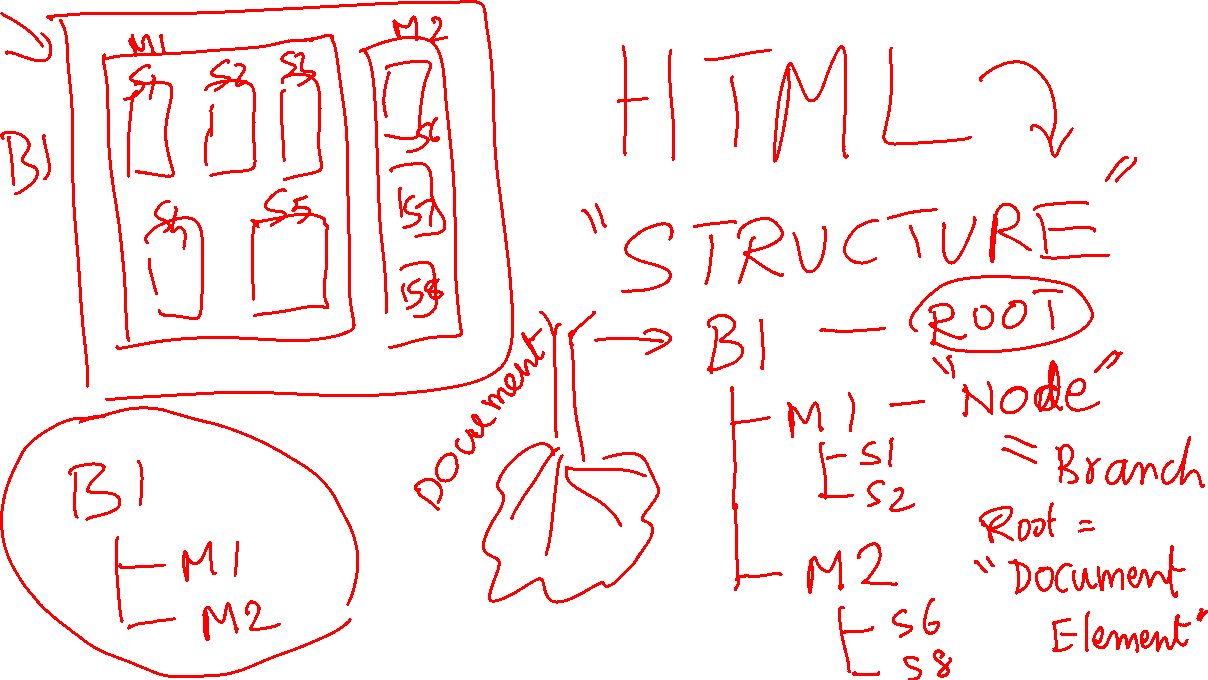 M1 M2
S1 S2 S3
S6
B1
S4 S5
S7
S8
HTML
"STRUCTURE"
Document
B1 — ROOT
M1 — "Node"
= Branch
S1
S2
M2
S6
S8
Root =
"Document
Element"
B1
M1
M2